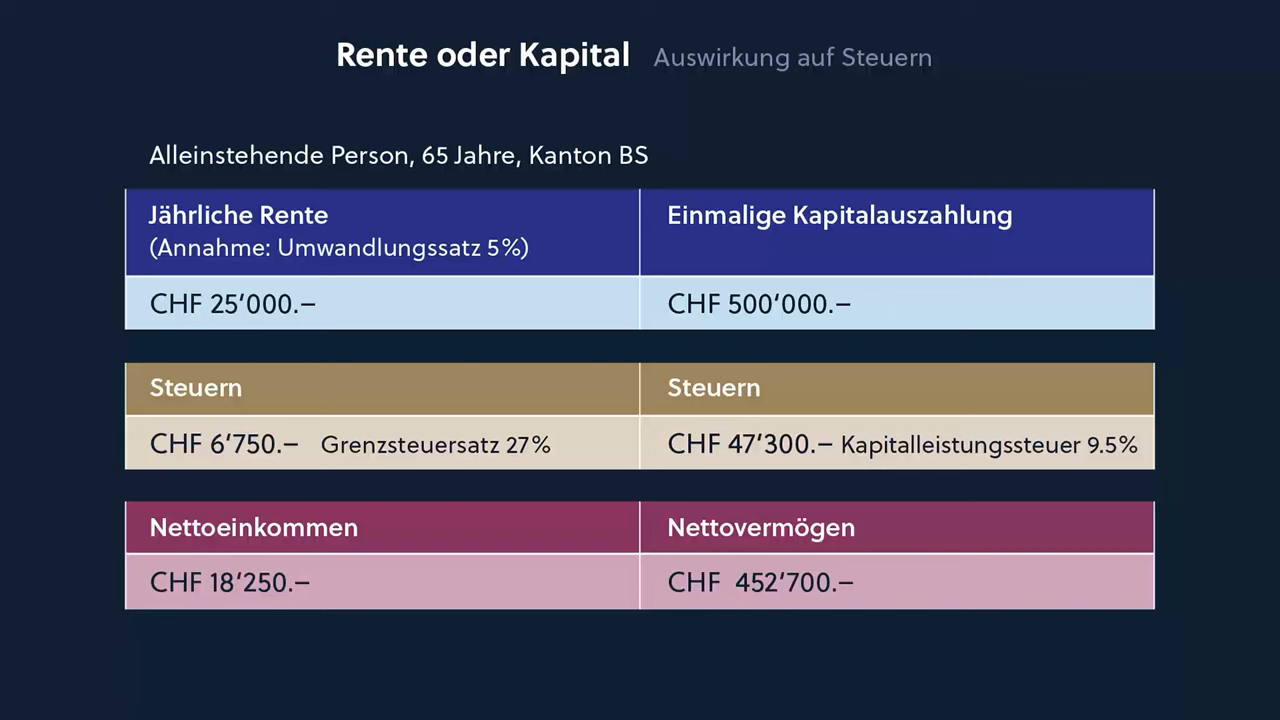 Rente oder Kapital Auswirkung auf Steuern
Alleinstehende Person, 65 Jahre, Kanton BS
Jährliche Rente
(Annahme: Umwandlungssatz 5%)
Einmalige Kapitalauszahlung
CHF 25‘000.–
CHF 500‘000.–
Steuern
Steuern
CHF 6‘750.– Grenzsteuersatz 27%
CHF 47‘300.– Kapitalleistungssteuer 9.5%
Nettoeinkommen
Nettovermögen
CHF 18‘250.–
CHF 452‘700.–